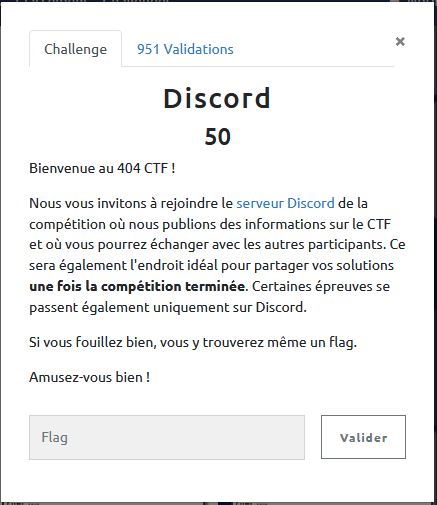 Challenge
951 Validations
×
Discord
50
Bienvenue au 404 CTF !
Nous vous invitons à rejoindre le serveur Discord de la
compétition où nous publions des informations sur le CTF
et où vous pourrez échanger avec les autres participants. Ce
sera également l'endroit idéal pour partager vos solutions
une fois la compétition terminée. Certaines épreuves se
passent également uniquement sur Discord.
Si vous fouillez bien, vous y trouverez même un flag.
Amusez-vous bien !
Flag
Valider